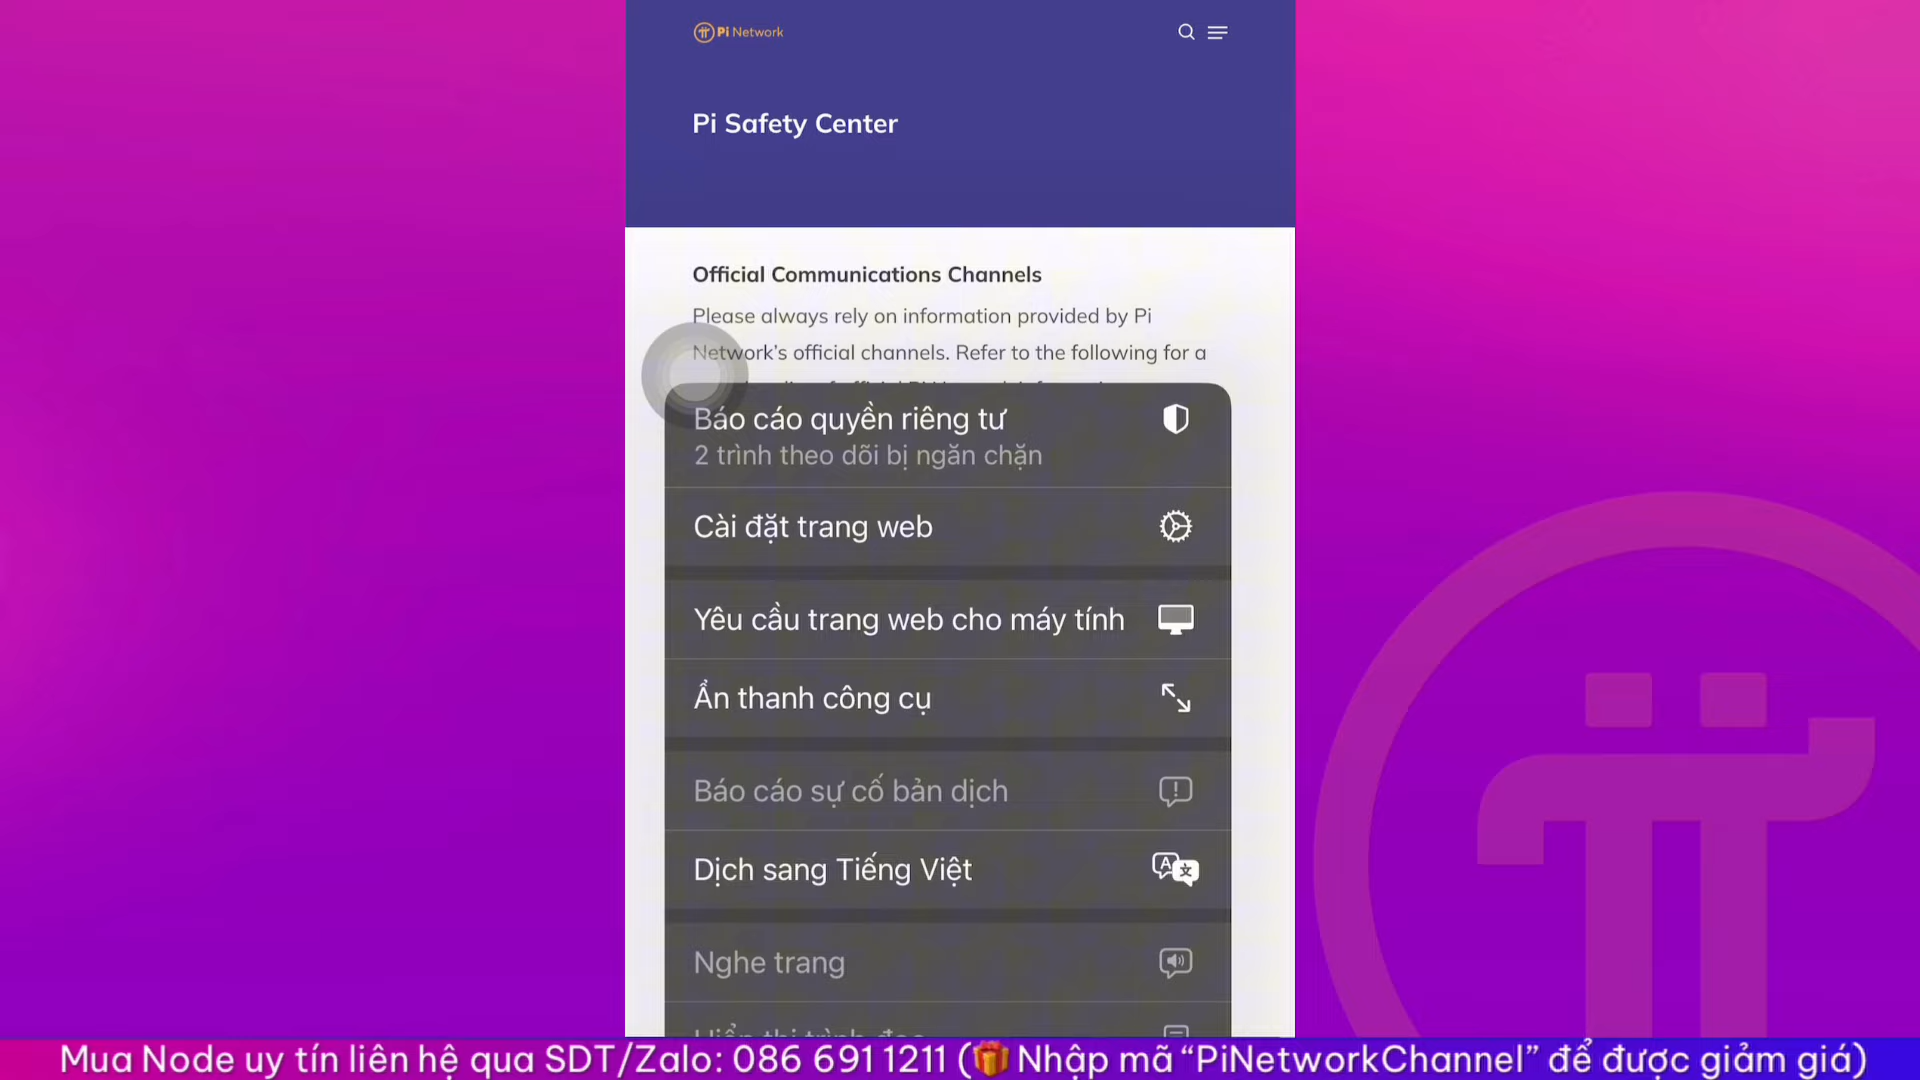 Pi Network
Pi Safety Center
Official Communications Channels
Please always rely on information provided by Pi
Network's official channels. Refer to the following for a
Báo cáo quyền riêng tư
2 trình theo dõi bị ngăn chặn
Cài đặt trang web
Yêu cầu trang web cho máy tính
Ẩn thanh công cụ
Báo cáo sự cố bản dịch
Dịch sang Tiếng Việt
Nghe trang
Hiển thị trình đọc
Mua Node uy tín liên hệ qua SDT/Zalo: 086 691 1211 (🎁 Nhập mã “PiNetworkChannel” để được giảm giá)